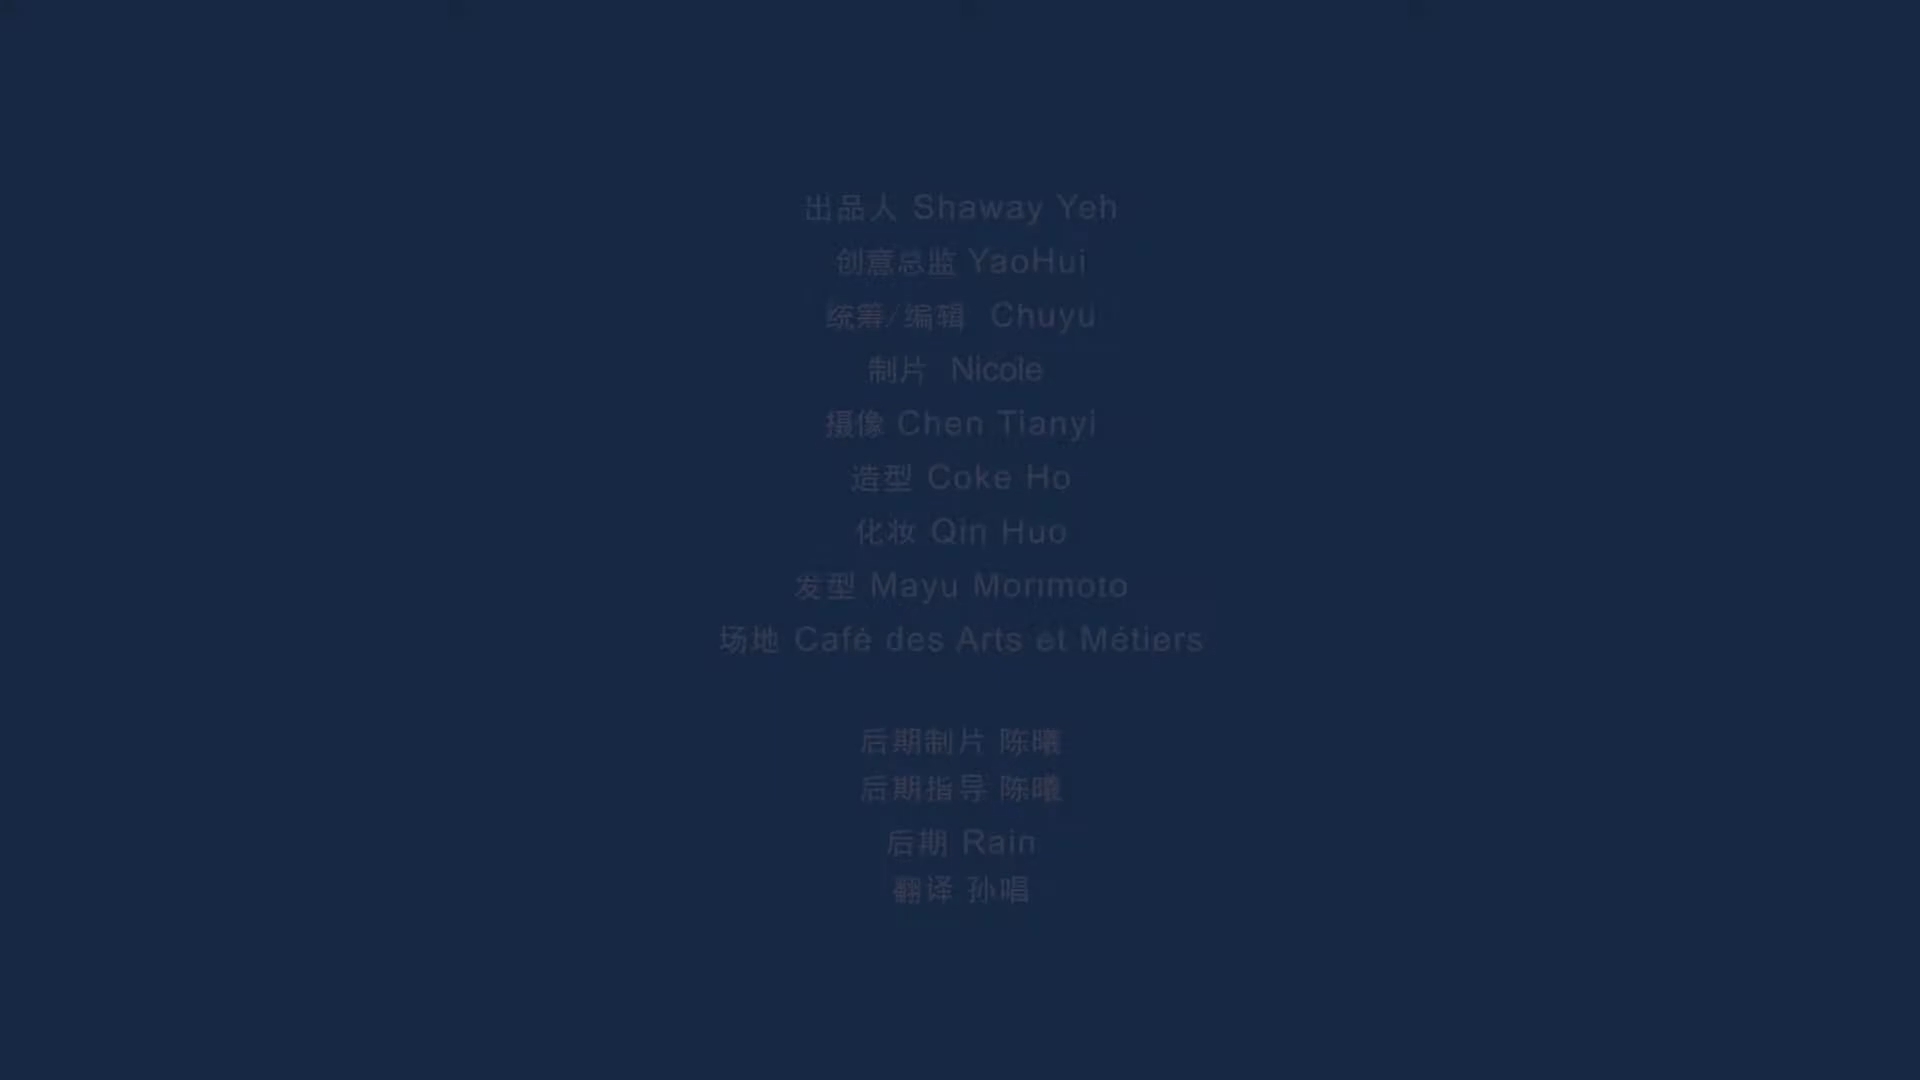 出品人 Shaway Yeh
创意总监 YaoHui
统筹/编辑 Chuyu
制片 Nicole
摄像 Chen Tianyi
造型 Coke Ho
化妆 Qin Huo
发型 Mayu Morimoto
场地 Café des Arts et Métiers
后期制片 陈曦
后期指导 陈曦
后期 Rain
翻译 孙唱